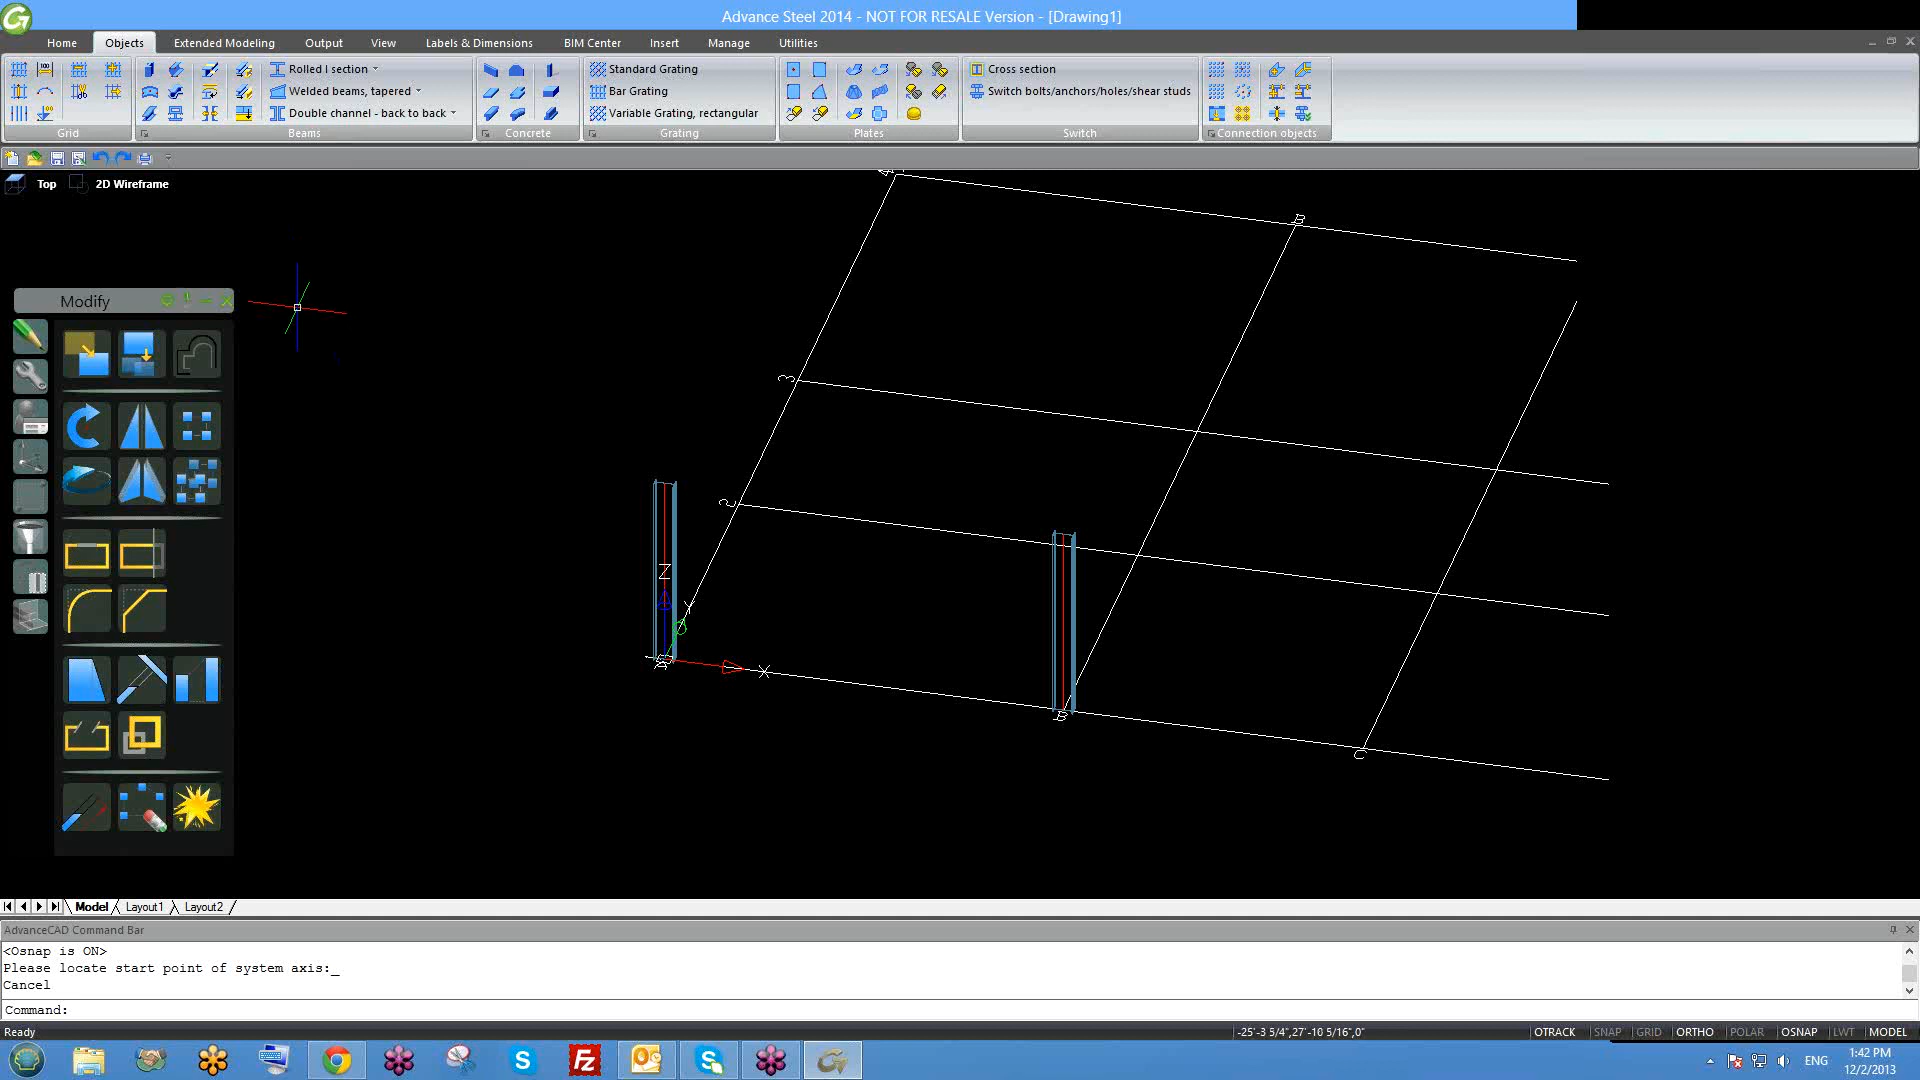 Advance Steel 2014 - NOT FOR RESALE Version - [Drawing1]
Home Objects Extended Modeling Output View Labels & Dimensions BIM Center Insert Manage Utilities
Rolled I section Standard Grating Cross section
Welded beams, tapered Bar Grating Switch bolts/anchors/holes/shear studs
Double channel - back to back Variable Grating, rectangular
Grid Beams Concrete Grating Plates Switch Connection objects
Top 2D Wireframe
B
Modify
3
2
Z
Y
A
X
B
C
Model Layout1 Layout2
AdvanceCAD Command Bar
<Osnap is ON>
Please locate start point of system axis:_
Cancel
Command:
Ready -25'-3 5/4",27'-10 5/16",0" OTRACK SNAP GRID ORTHO POLAR OSNAP LWT MODEL
ENG 1:42 PM
12/2/2013